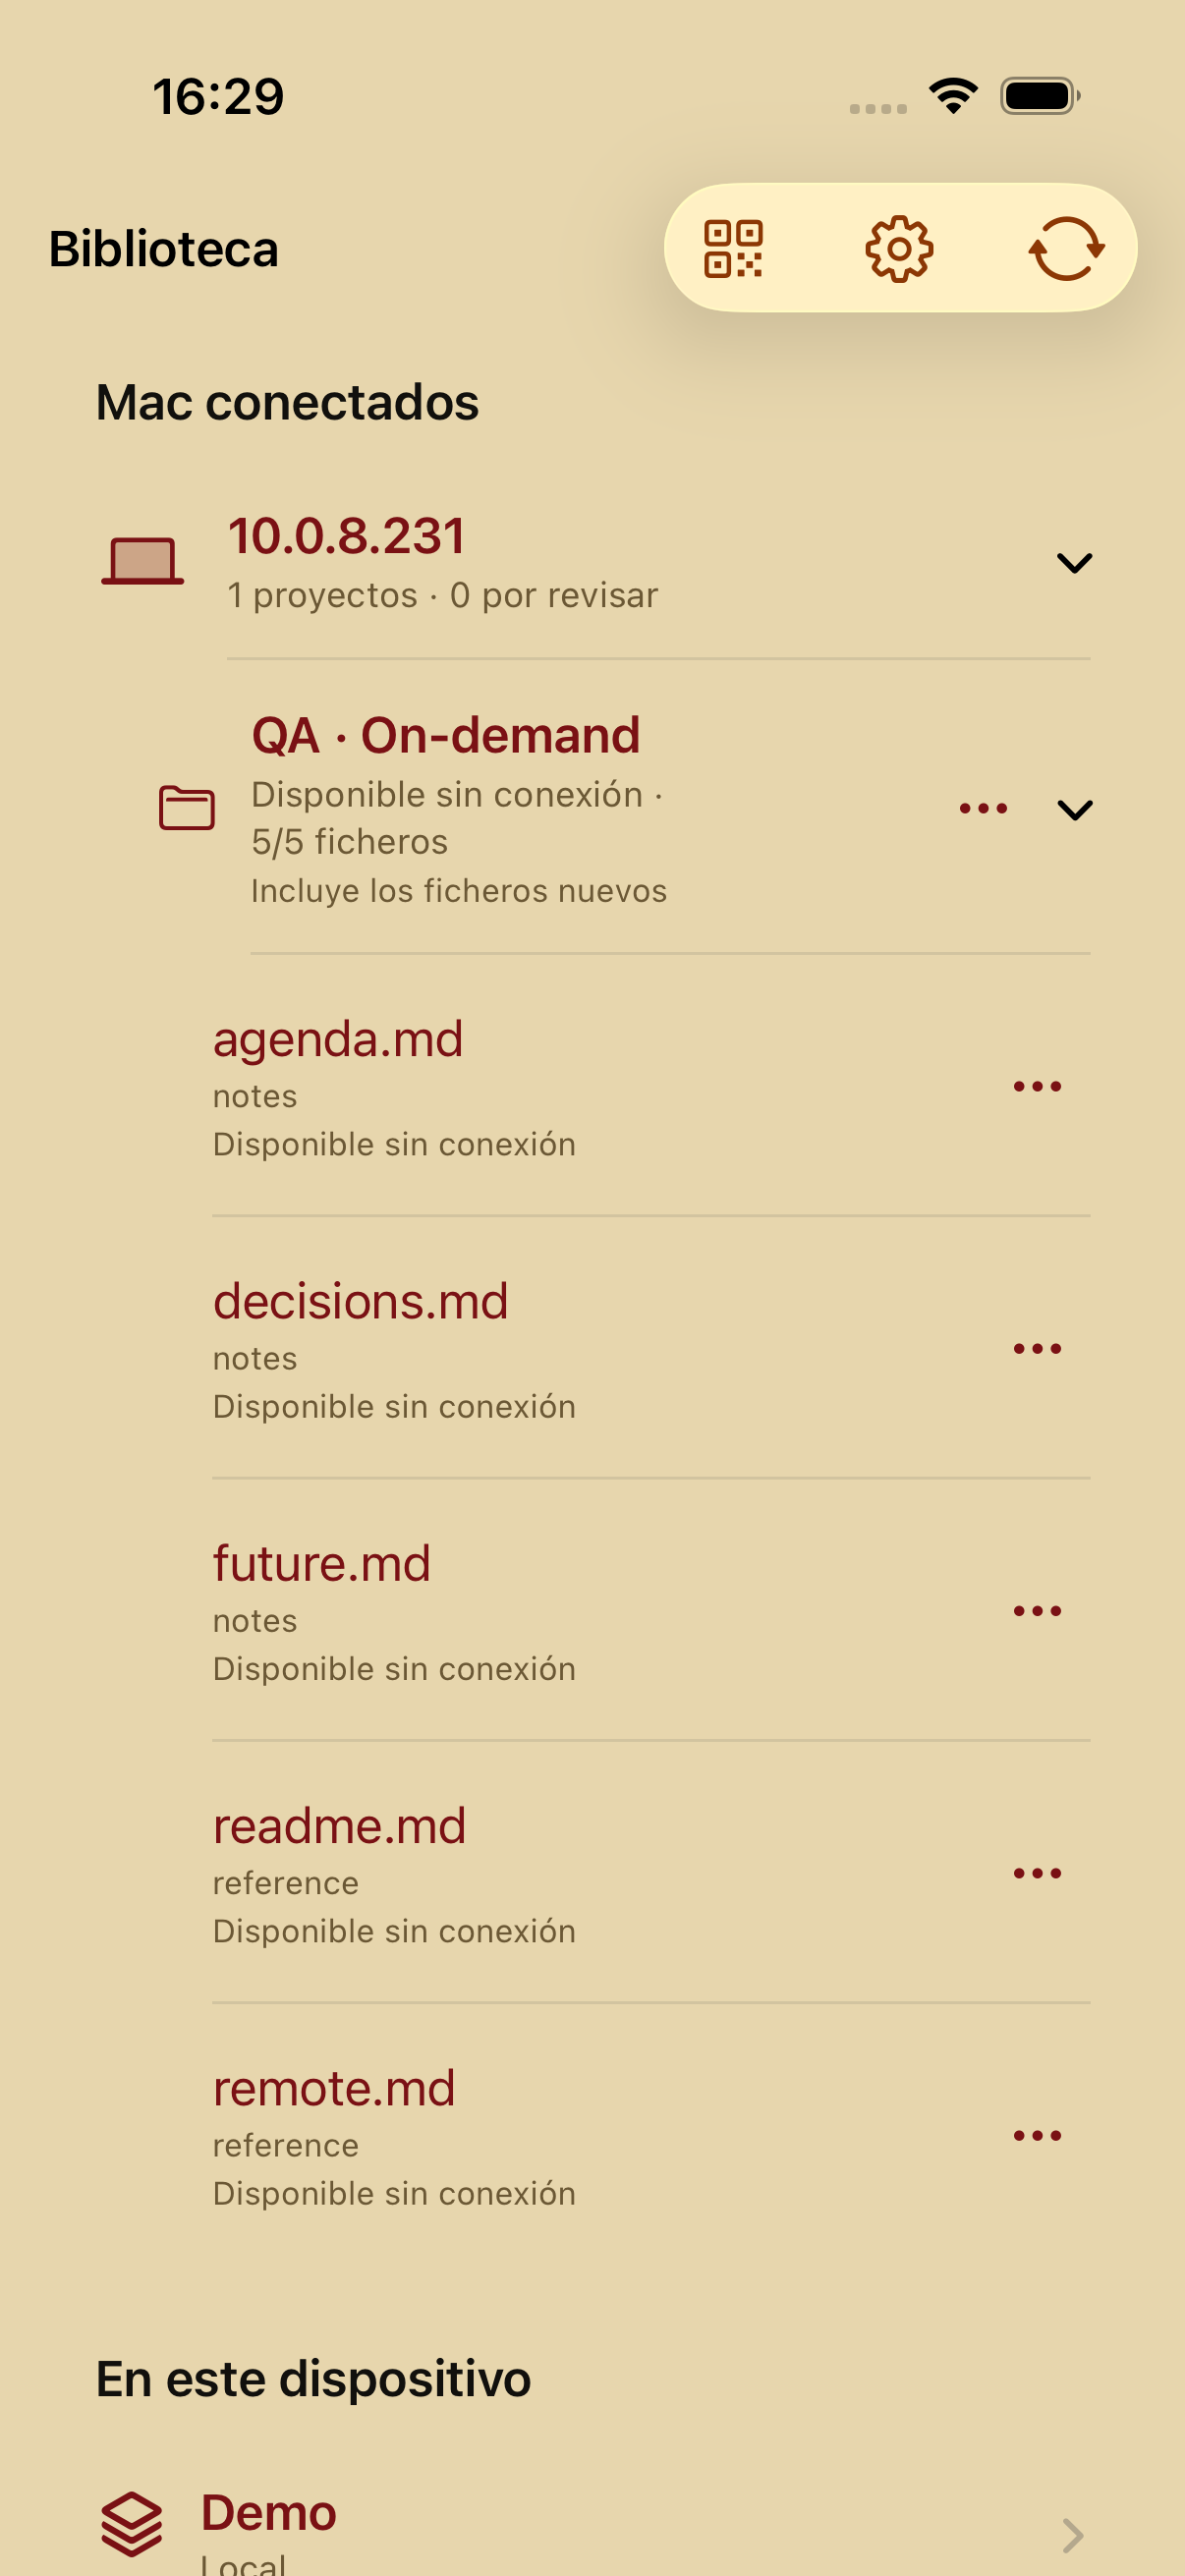 16:29
Biblioteca
Mac conectados
10.0.8.231
1 proyectos · 0 por revisar
QA · On-demand
Disponible sin conexión ·
5/5 ficheros
Incluye los ficheros nuevos
agenda.md
notes
Disponible sin conexión
decisions.md
notes
Disponible sin conexión
future.md
notes
Disponible sin conexión
readme.md
reference
Disponible sin conexión
remote.md
reference
Disponible sin conexión
En este dispositivo
Demo
Local